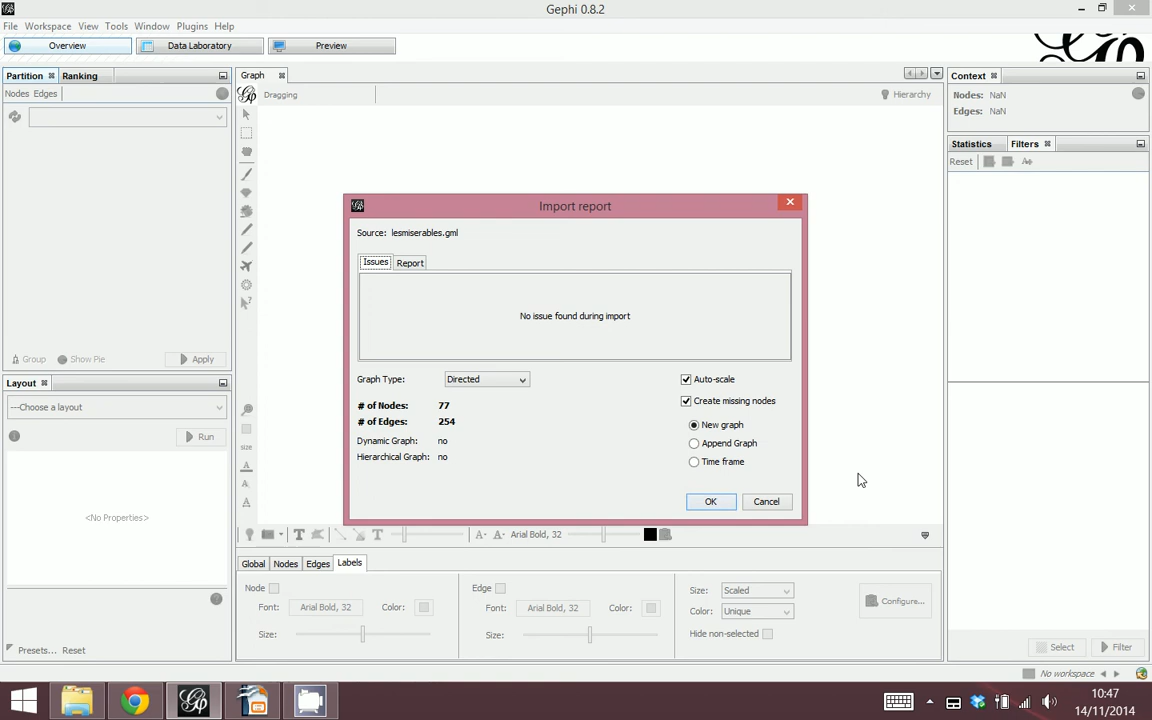 Gephi 0.8.2
File Workspace View Tools Window Plugins Help
Overview Data Laboratory Preview
Partition Ranking
Graph
Context
Nodes Edges
Dragging
Hierarchy
Nodes: NaN
Edges: NaN
Statistics Filters
Reset
Import report
Source: lesmiserables.gml
Issues Report
No issue found during import
Graph Type: Directed
Auto-scale
# of Nodes: 77
Create missing nodes
# of Edges: 254
New graph
Dynamic Graph: no
Append Graph
Hierarchical Graph: no
Time frame
OK Cancel
Group Show Pie Apply
Layout
---Choose a layout
Run
<No Properties>
Presets... Reset
size
Arial Bold, 32
Global Nodes Edges Labels
Node
Font: Arial Bold, 32 Color:
Size:
Edge
Font: Arial Bold, 32 Color:
Size:
Size: Scaled
Color: Unique
Hide non-selected
Configure...
Select Filter
No workspace
10:47
14/11/2014